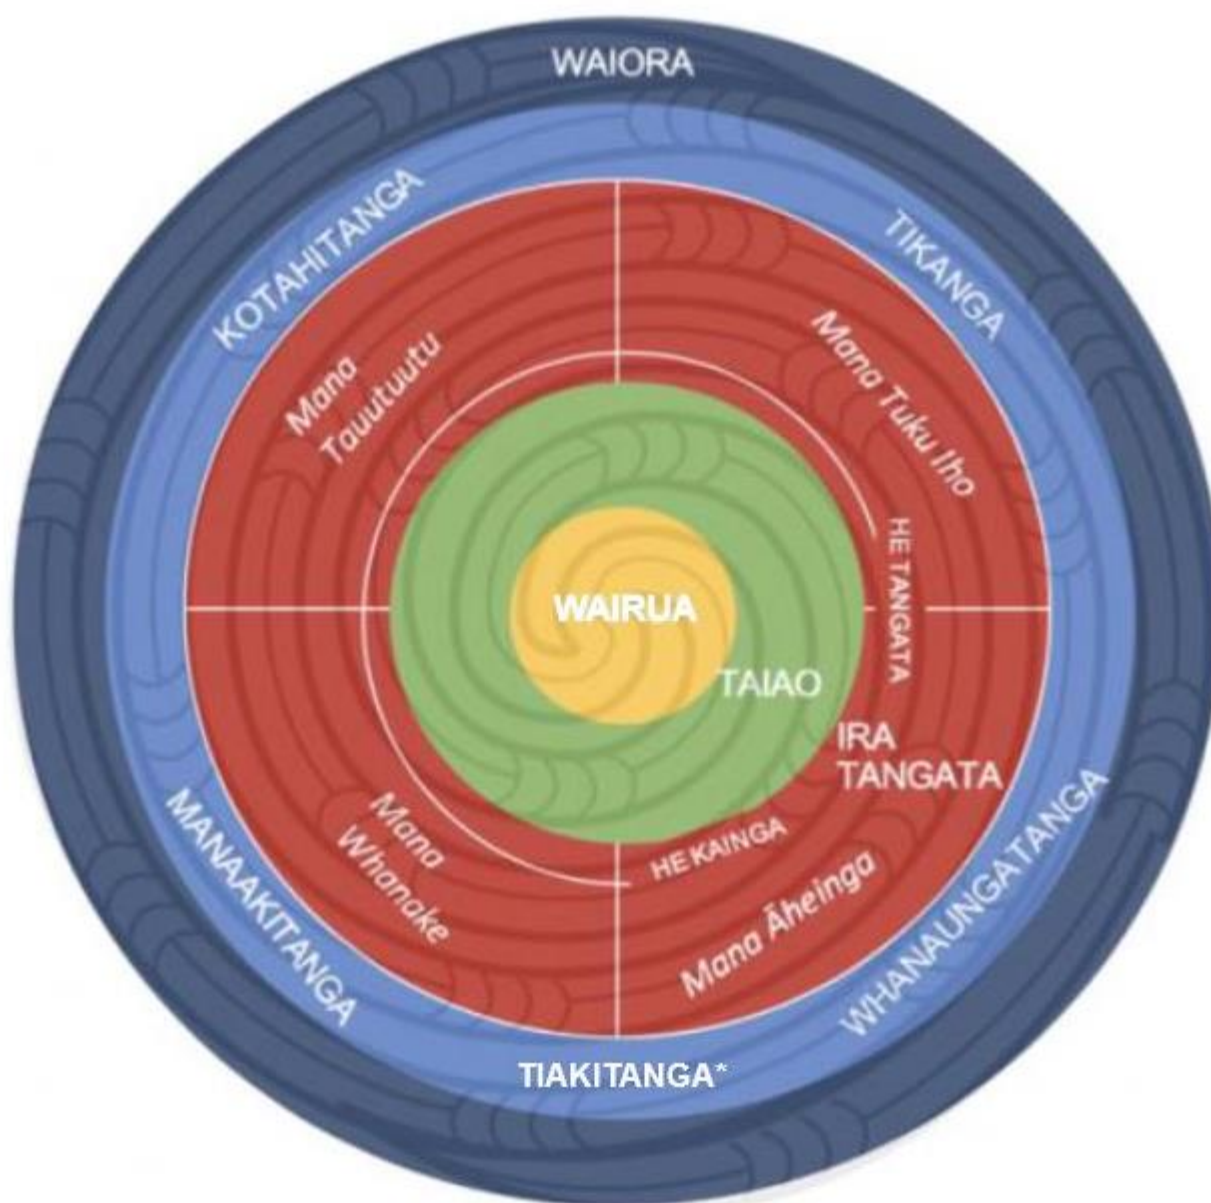 WAIORA
KOTAHITANGA
TIKANGA
Mana
Tauutuutu
Mana Tuku Iho
HE TANGATA
WAIRUA
TAIAO
IRA
TANGATA
HE KAINGA
Mana
Whanake
Mana Āheinga
MANAAKITANGA
WHANAUNGATANGA
TIAKITANGA*